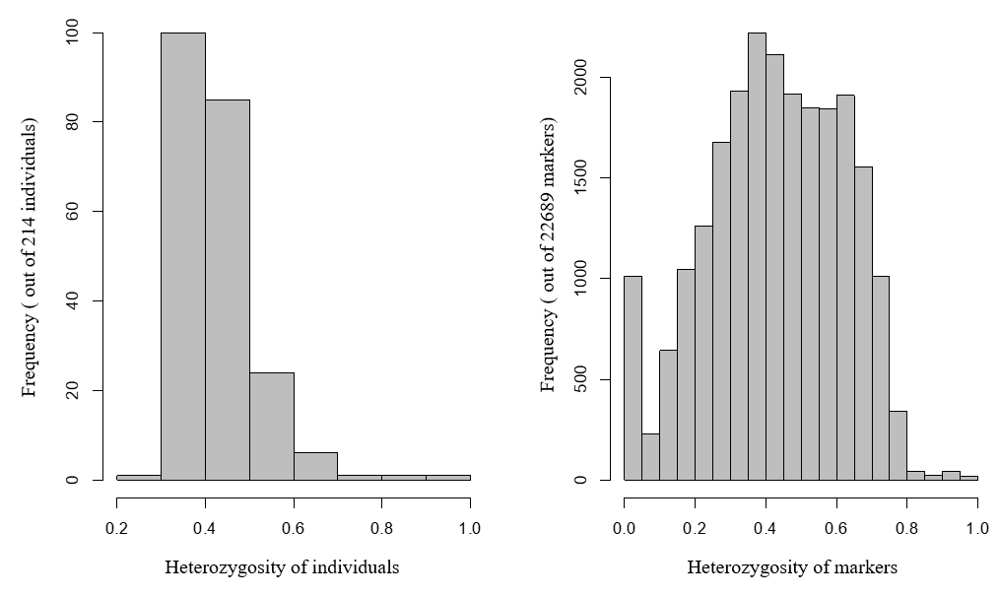 Frequency ( out of 214 individuals)
100
80
60
40
20
0
0.2 0.4 0.6 0.8 1.0
Heterozygosity of individuals
Frequency ( out of 22689 markers)
2000
1500
1000
500
0
0.0 0.2 0.4 0.6 0.8 1.0
Heterozygosity of markers